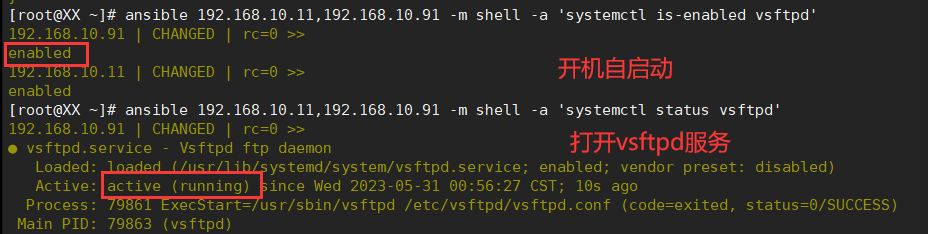 [root@XX ~]# ansible 192.168.10.11,192.168.10.91 -m shell -a 'systemctl is-enabled vsftpd'
192.168.10.91 | CHANGED | rc=0 >>
enabled
192.168.10.11 | CHANGED | rc=0 >>
开机自启动
enabled
[root@XX ~]# ansible 192.168.10.11,192.168.10.91 -m shell -a 'systemctl status vsftpd'
192.168.10.91 | CHANGED | rc=0 >>
打开vsftpd服务
● vsftpd.service - Vsftpd ftp daemon
Loaded: loaded (/usr/lib/systemd/system/vsftpd.service; enabled; vendor preset: disabled)
Active: active (running) since Wed 2023-05-31 00:56:27 CST; 10s ago
Process: 79861 ExecStart=/usr/sbin/vsftpd /etc/vsftpd/vsftpd.conf (code=exited, status=0/SUCCESS)
Main PID: 79863 (vsftpd)